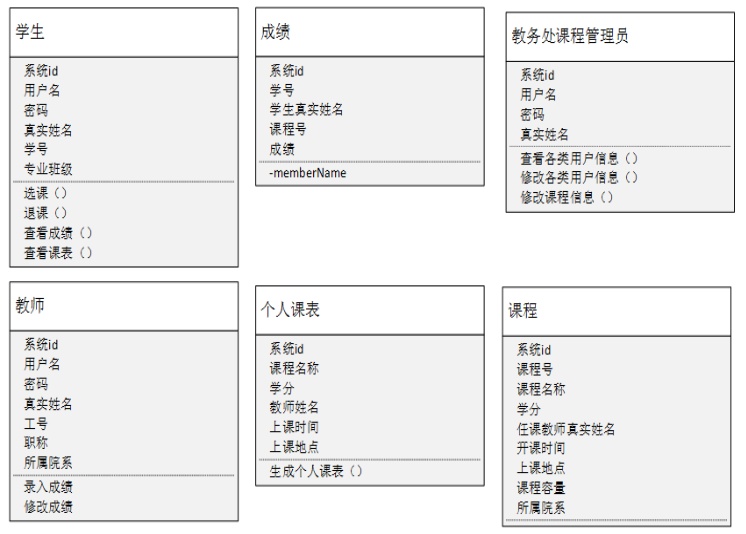 学生
系统id
用户名
密码
真实姓名
学号
专业班级
选课（）
退课（）
查看成绩（）
查看课表（）
成绩
系统id
学号
学生真实姓名
课程号
成绩
-memberName
教务处课程管理员
系统id
用户名
密码
真实姓名
查看各类用户信息（）
修改各类用户信息（）
修改课程信息（）
教师
系统id
用户名
密码
真实姓名
工号
职称
所属院系
录入成绩
修改成绩
个人课表
系统id
课程名称
学分
教师姓名
上课时间
上课地点
生成个人课表（）
课程
系统id
课程号
课程名称
学分
任课教师真实姓名
开课时间
上课地点
课程容量
所属院系